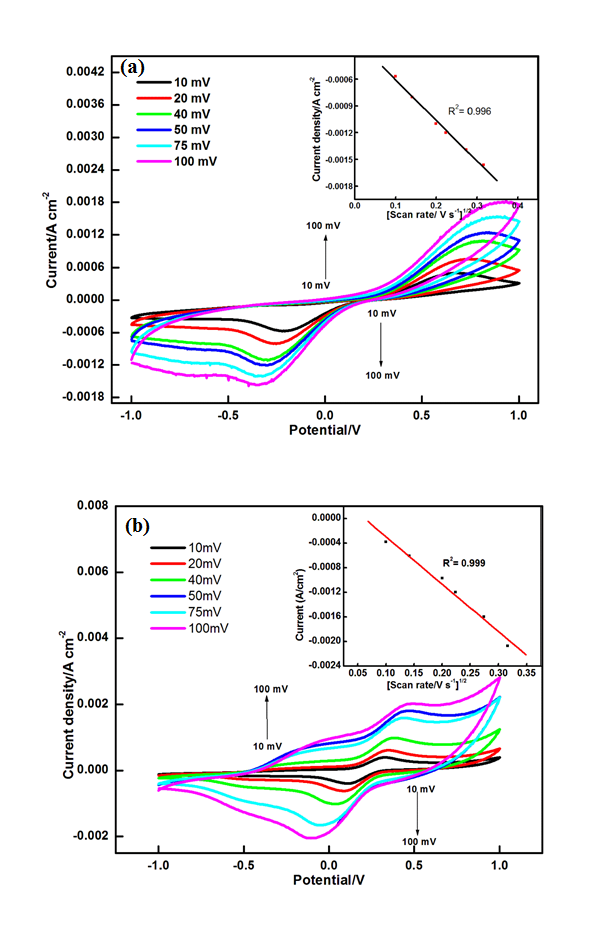 (a)
10 mV
20 mV
40 mV
50 mV
75 mV
100 mV
Current/A cm-2
0.0042
0.0036
0.0030
0.0024
0.0018
0.0012
0.0006
0.0000
-0.0006
-0.0012
-0.0018
-1.0 -0.5 0.0 0.5 1.0
Potential/V
Current density/A cm-2
-0.0006
-0.0009
-0.0012
-0.0015
-0.0018
R2= 0.996
0.0 0.1 0.2 0.3 0.4
[Scan rate/ V s-1]1/2
100 mV
10 mV
10 mV
100 mV
(b)
10mV
20mV
40mV
50mV
75mV
100mV
Current density/A cm-2
0.008
0.006
0.004
0.002
0.000
-0.002
-1.0 -0.5 0.0 0.5 1.0
Potential/V
Current (A/cm2)
0.0000
-0.0004
-0.0008
-0.0012
-0.0016
-0.0020
-0.0024
R2= 0.999
0.05 0.10 0.15 0.20 0.25 0.30 0.35
[Scan rate/V s-1]1/2
100 mV
10 mV
10 mV
100 mV